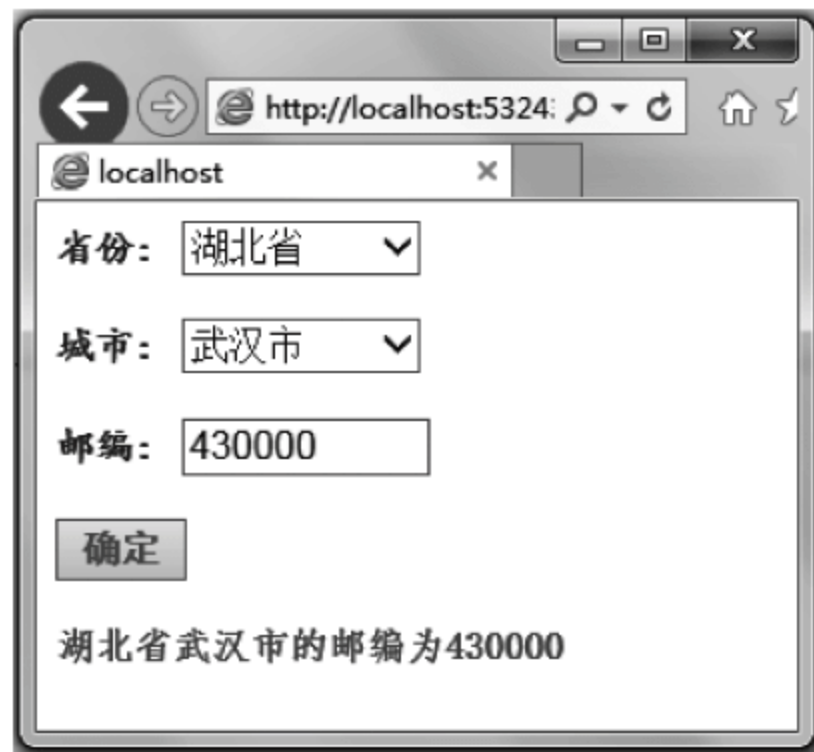 http://localhost:5324
localhost
省份： 湖北省
城市： 武汉市
邮编： 430000
确定
湖北省武汉市的邮编为430000